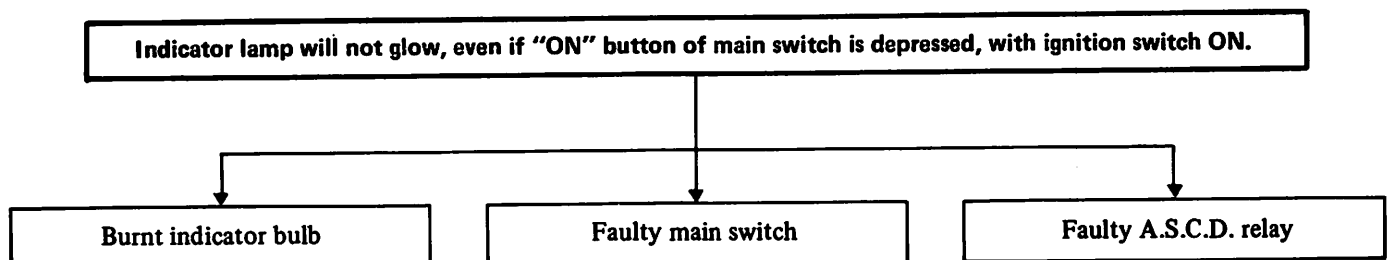 Indicator lamp will not glow, even if “ON” button of main switch is depressed, with ignition switch ON.
Burnt indicator bulb
Faulty main switch
Faulty A.S.C.D. relay